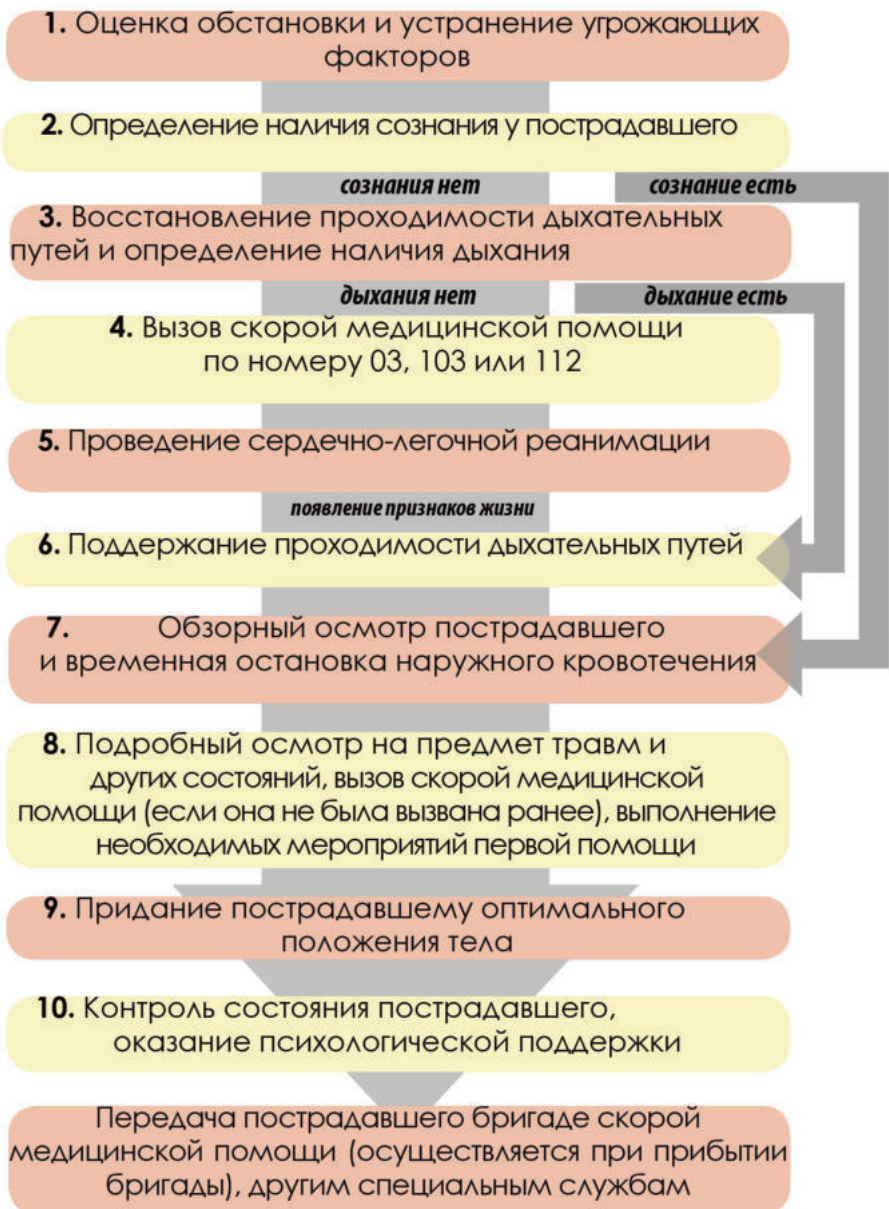 1. Оценка обстановки и устранение угрожающих
факторов
2. Определение наличия сознания у пострадавшего
сознания нет
сознание есть
3. Восстановление проходимости дыхательных
путей и определение наличия дыхания
дыхания нет
дыхание есть
4. Вызов скорой медицинской помощи
по номеру 03, 103 или 112
5. Проведение сердечно-легочной реанимации
появление признаков жизни
6. Поддержание проходимости дыхательных путей
7. Обзорный осмотр пострадавшего
и временная остановка наружного кровотечения
8. Подробный осмотр на предмет травм и
других состояний, вызов скорой медицинской
помощи (если она не была вызвана ранее), выполнение
необходимых мероприятий первой помощи
9. Придание пострадавшему оптимального
положения тела
10. Контроль состояния пострадавшего,
оказание психологической поддержки
Передача пострадавшего бригаде скорой
медицинской помощи (осуществляется при прибытии
бригады), другим специальным службам